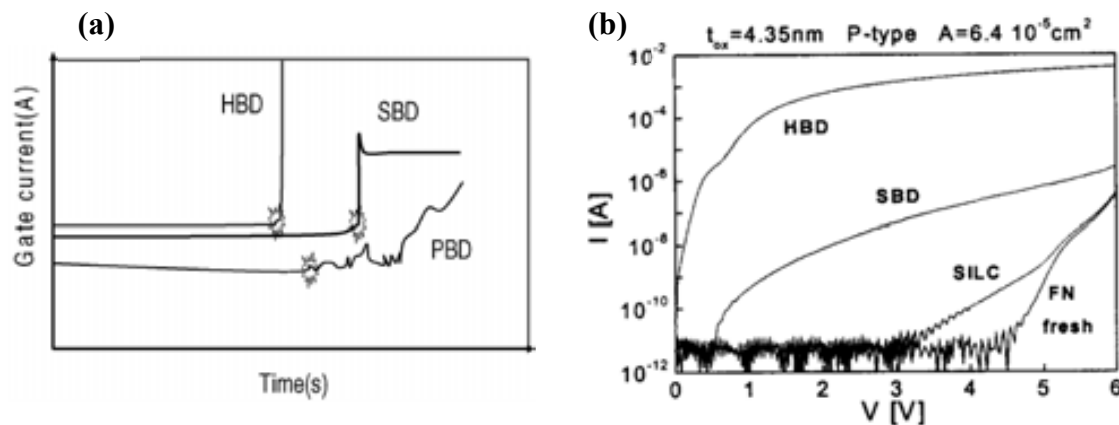 (a)
HBD
SBD
PBD
Gate current(A)
Time(s)
(b)
t_ox=4.35nm P-type A=6.4 10^-5cm^2
10^-2
10^-4
10^-6
10^-8
10^-10
10^-12
I [A]
HBD
SBD
SILC
FN
fresh
0 1 2 3 4 5 6
V [V]